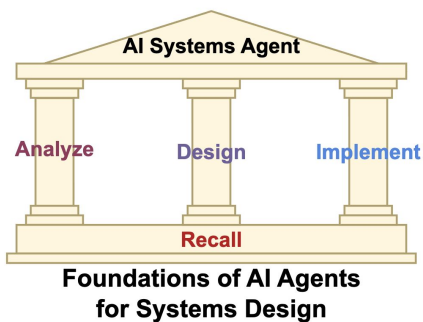 AI Systems Agent
Analyze Design Implement
Recall
Foundations of AI Agents
for Systems Design